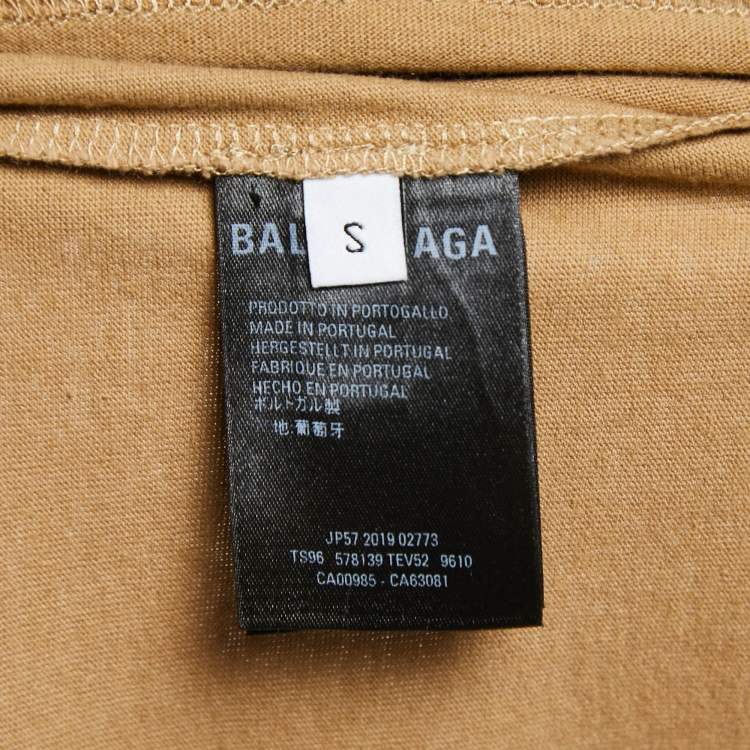 BAL AGA
S
PRODOTTO IN PORTOGALLO
MADE IN PORTUGAL
HERGESTELLT IN PORTUGAL
FABRIQUE EN PORTUGAL
HECHO EN PORTUGAL
ポルトガル製
地:葡萄牙
JP57 2019 02773
TS96 578139 TEV52 9610
CA00985 - CA63081